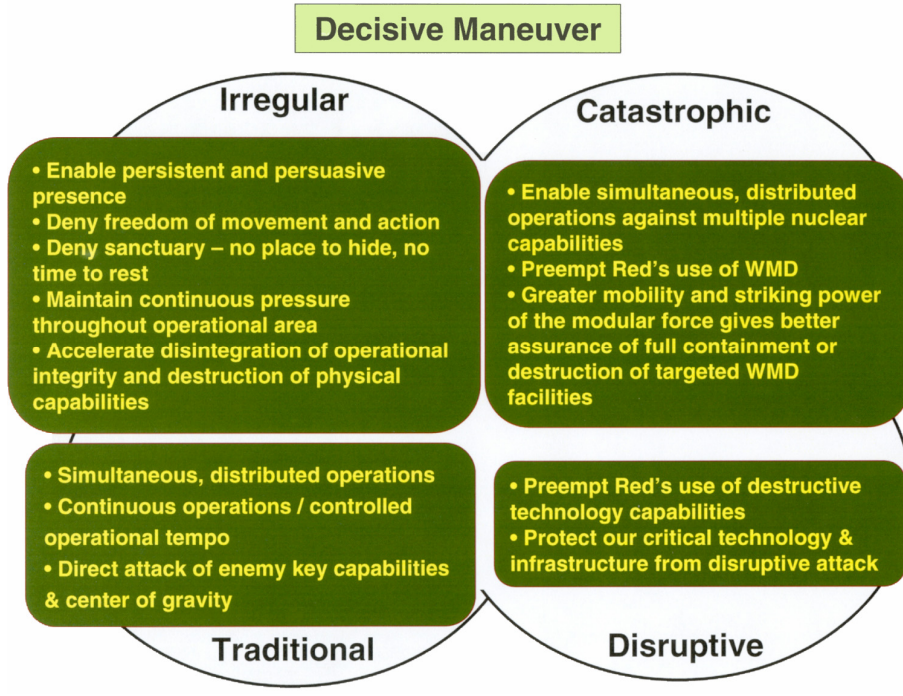 Decisive Maneuver
Irregular
• Enable persistent and persuasive
presence
• Deny freedom of movement and action
• Deny sanctuary – no place to hide, no
time to rest
• Maintain continuous pressure
throughout operational area
• Accelerate disintegration of operational
integrity and destruction of physical
capabilities
Catastrophic
• Enable simultaneous, distributed
operations against multiple nuclear
capabilities
• Preempt Red's use of WMD
• Greater mobility and striking power
of the modular force gives better
assurance of full containment or
destruction of targeted WMD
facilities
• Simultaneous, distributed operations
• Continuous operations / controlled
operational tempo
• Direct attack of enemy key capabilities
& center of gravity
Traditional
• Preempt Red's use of destructive
technology capabilities
• Protect our critical technology &
infrastructure from disruptive attack
Disruptive